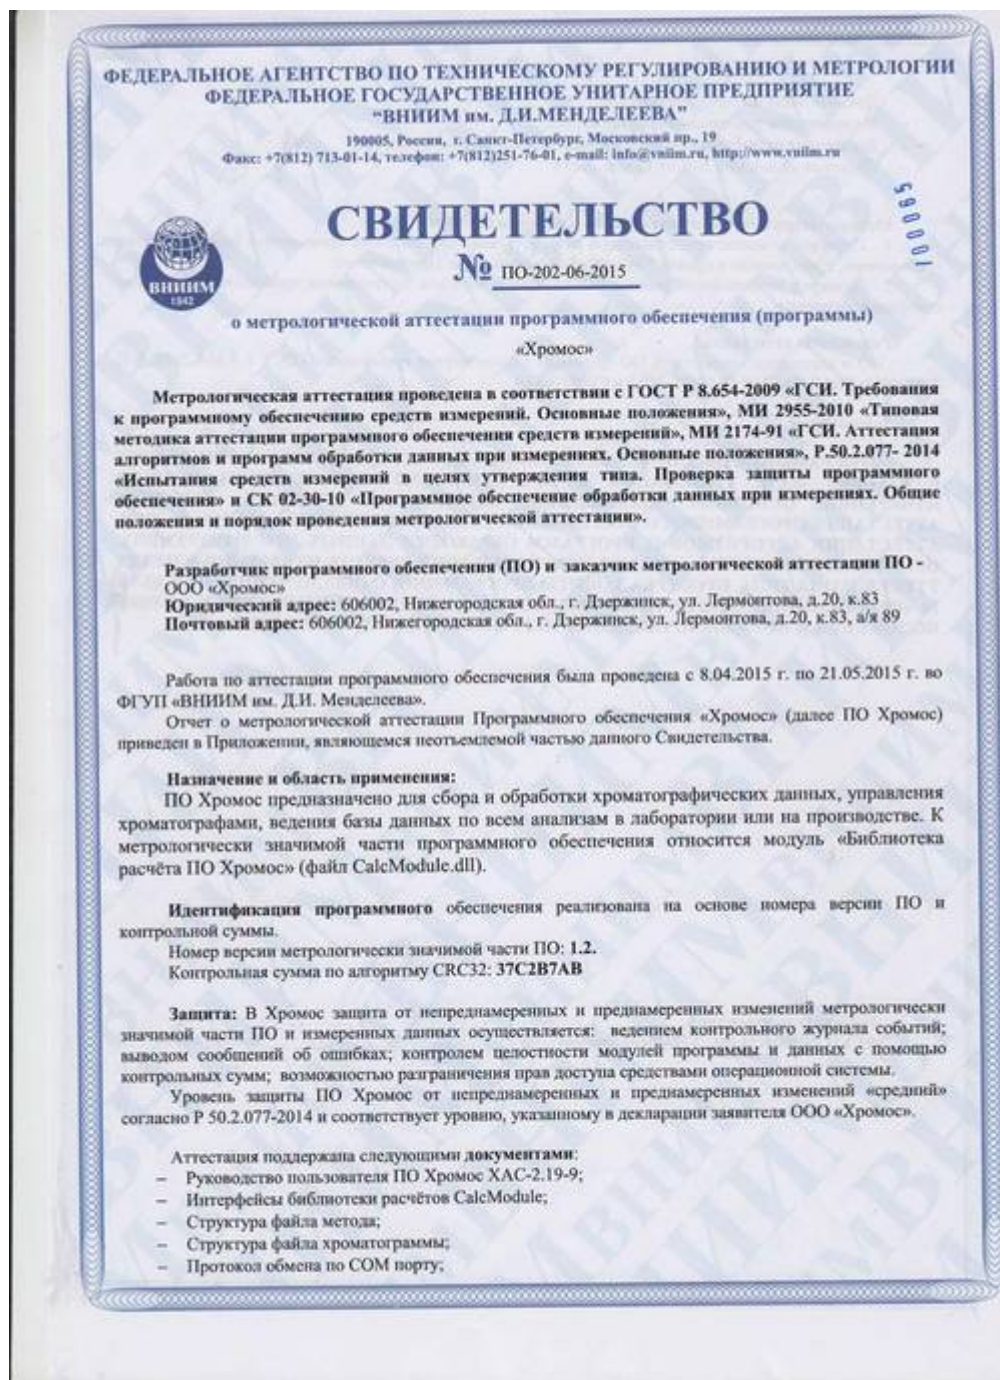 ФЕДЕРАЛЬНОЕ АГЕНТСТВО ПО ТЕХНИЧЕСКОМУ РЕГУЛИРОВАНИЮ И МЕТРОЛОГИИ
ФЕДЕРАЛЬНОЕ ГОСУДАРСТВЕННОЕ УНИТАРНОЕ ПРЕДПРИЯТИЕ
"ВНИИМ им. Д.И.МЕНДЕЛЕЕВА"
190005, Россия, г. Санкт-Петербург, Московский пр., 19
Факс: +7(812) 713-01-14, телефон: +7(812)251-76-01, e-mail: info@vniim.ru, http://www.vniim.ru
СВИДЕТЕЛЬСТВО
№ ПО-202-06-2015
ВНИИМ
1842
о метрологической аттестации программного обеспечения (программы)
«Хромос»
Метрологическая аттестация проведена в соответствии с ГОСТ Р 8.654-2009 «ГСИ. Требования
к программному обеспечению средств измерений. Основные положения», МИ 2955-2010 «Типовая
методика аттестации программного обеспечения средств измерений», МИ 2174-91 «ГСИ. Аттестация
алгоритмов и программ обработки данных при измерениях. Основные положения», Р.50.2.077- 2014
«Испытания средств измерений в целях утверждения типа. Проверка защиты программного
обеспечения» и СК 02-30-10 «Программное обеспечение обработки данных при измерениях. Общие
положения и порядок проведения метрологической аттестации».
Разработчик программного обеспечения (ПО) и заказчик метрологической аттестации ПО -
ООО «Хромос»
Юридический адрес: 606002, Нижегородская обл., г. Дзержинск, ул. Лермонтова, д.20, к.83
Почтовый адрес: 606002, Нижегородская обл., г. Дзержинск, ул. Лермонтова, д.20, к.83, а/я 89
Работа по аттестации программного обеспечения была проведена с 8.04.2015 г. по 21.05.2015 г. во
ФГУП «ВНИИМ им. Д.И. Менделеева».
Отчет о метрологической аттестации Программного обеспечения «Хромос» (далее ПО Хромос)
приведен в Приложении, являющемся неотъемлемой частью данного Свидетельства.
Назначение и область применения:
ПО Хромос предназначено для сбора и обработки хроматографических данных, управления
хроматографами, ведения базы данных по всем анализам в лаборатории или на производстве. К
метрологически значимой части программного обеспечения относится модуль «Библиотека
расчёта ПО Хромос» (файл CalcModule.dll).
Идентификация программного обеспечения реализована на основе номера версии ПО и
контрольной суммы.
Номер версии метрологически значимой части ПО: 1.2.
Контрольная сумма по алгоритму CRC32: 37C2B7AB
Защита: В Хромос защита от непреднамеренных и преднамеренных изменений метрологически
значимой части ПО и измеренных данных осуществляется: ведением контрольного журнала событий;
выводом сообщений об ошибках; контролем целостности модулей программы и данных с помощью
контрольных сумм; возможностью разграничения прав доступа средствами операционной системы.
Уровень защиты ПО Хромос от непреднамеренных и преднамеренных изменений «средний»
согласно Р 50.2.077-2014 и соответствует уровню, указанному в декларации заявителя ООО «Хромос».
Аттестация поддержана следующими документами:
– Руководство пользователя ПО Хромос ХАС-2.19-9;
– Интерфейсы библиотеки расчётов CalcModule;
– Структура файла метода;
– Структура файла хроматограммы;
– Протокол обмена по COM порту;